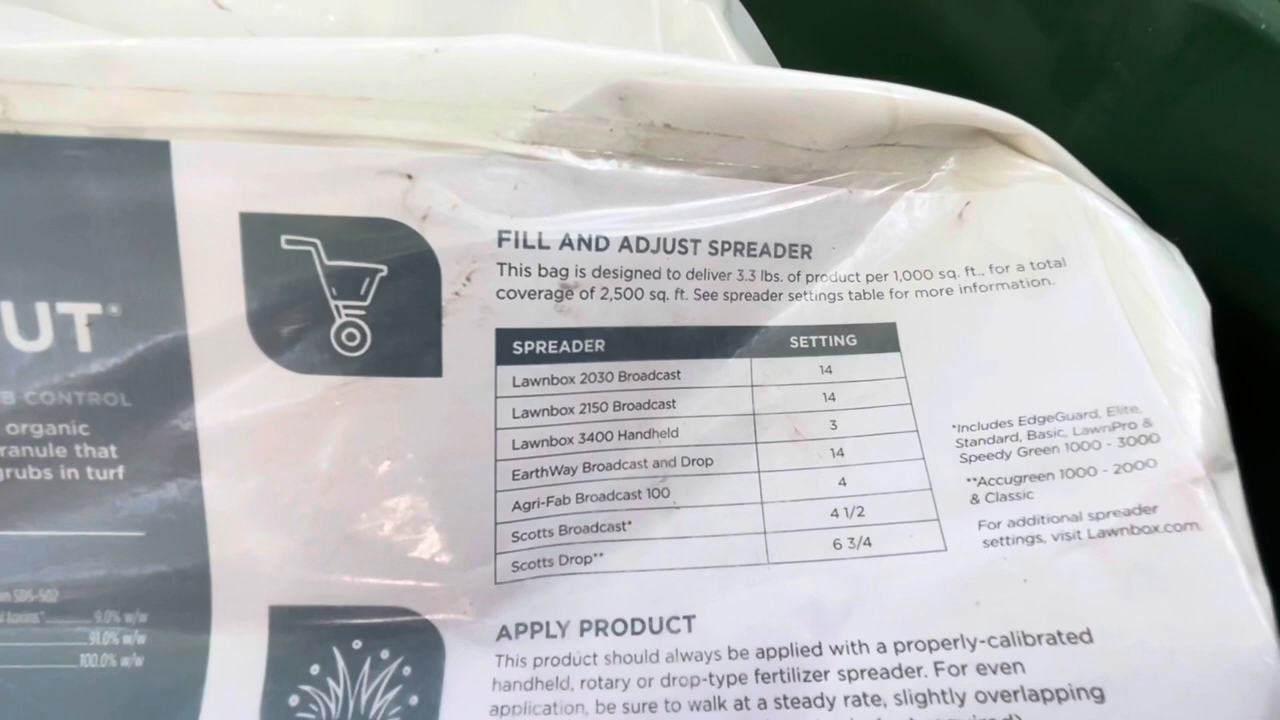 UT®
B CONTROL
organic
ranule that
grubs in turf
9.0% w/w
91.0% w/w
100.0% w/w
FILL AND ADJUST SPREADER
This bag is designed to deliver 3.3 lbs. of product per 1,000 sq. ft., for a total
coverage of 2,500 sq. ft. See spreader settings table for more information.
SPREADER SETTING
Lawnbox 2030 Broadcast 14
Lawnbox 2150 Broadcast 14
Lawnbox 3400 Handheld 3
EarthWay Broadcast and Drop 14
Agri-Fab Broadcast 100 4
Scotts Broadcast* 4 1/2
Scotts Drop** 6 3/4
*Includes EdgeGuard, Elite,
Standard, Basic, LawnPro &
Speedy Green 1000 - 3000
**Accugreen 1000 - 2000
& Classic
For additional spreader
settings, visit Lawnbox.com.
APPLY PRODUCT
This product should always be applied with a properly-calibrated
handheld, rotary or drop-type fertilizer spreader. For even
application, be sure to walk at a steady rate, slightly overlapping